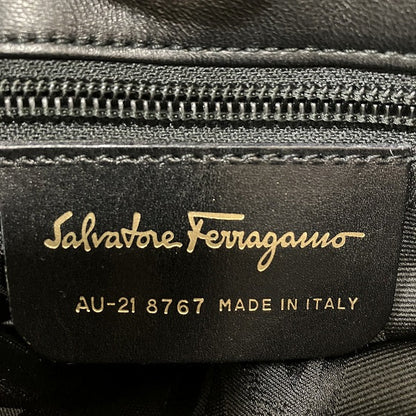 Salvatore Ferragamo
AU-21 8767 MADE IN ITALY